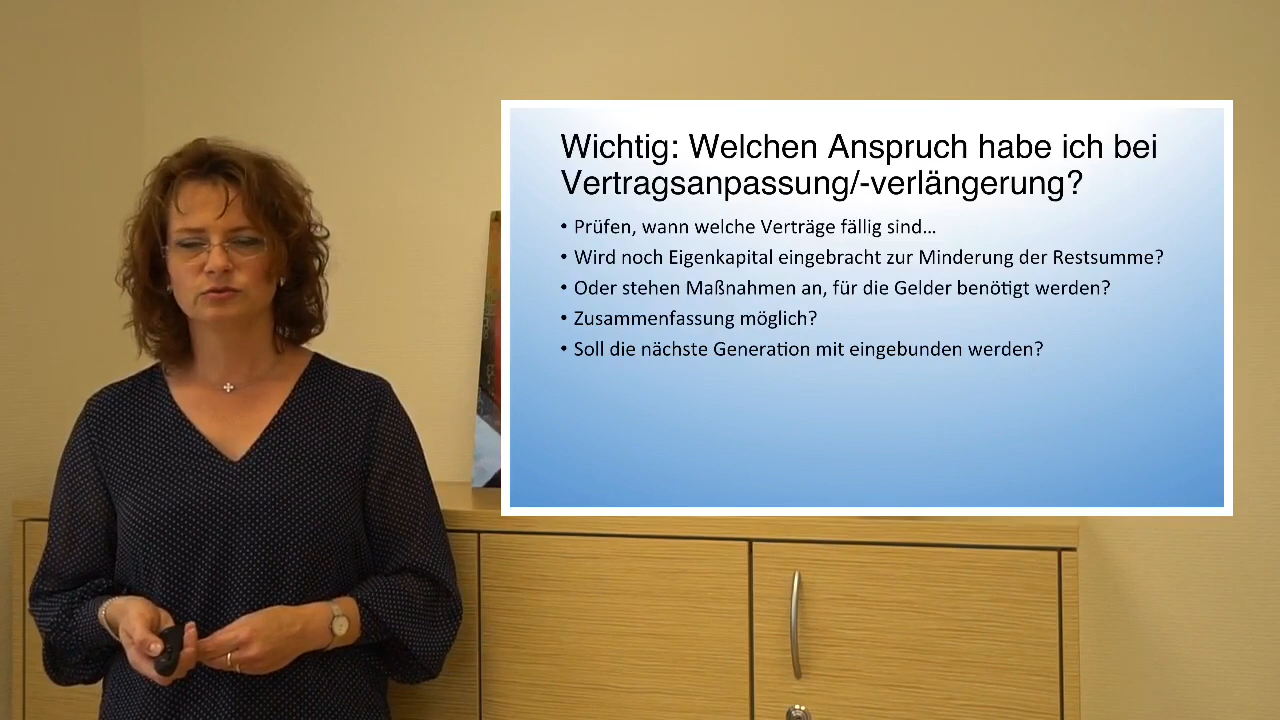 Wichtig: Welchen Anspruch habe ich bei
Vertragsanpassung/-verlängerung?
• Prüfen, wann welche Verträge fällig sind…
• Wird noch Eigenkapital eingebracht zur Minderung der Restsumme?
• Oder stehen Maßnahmen an, für die Gelder benötigt werden?
• Zusammenfassung möglich?
• Soll die nächste Generation mit eingebunden werden?